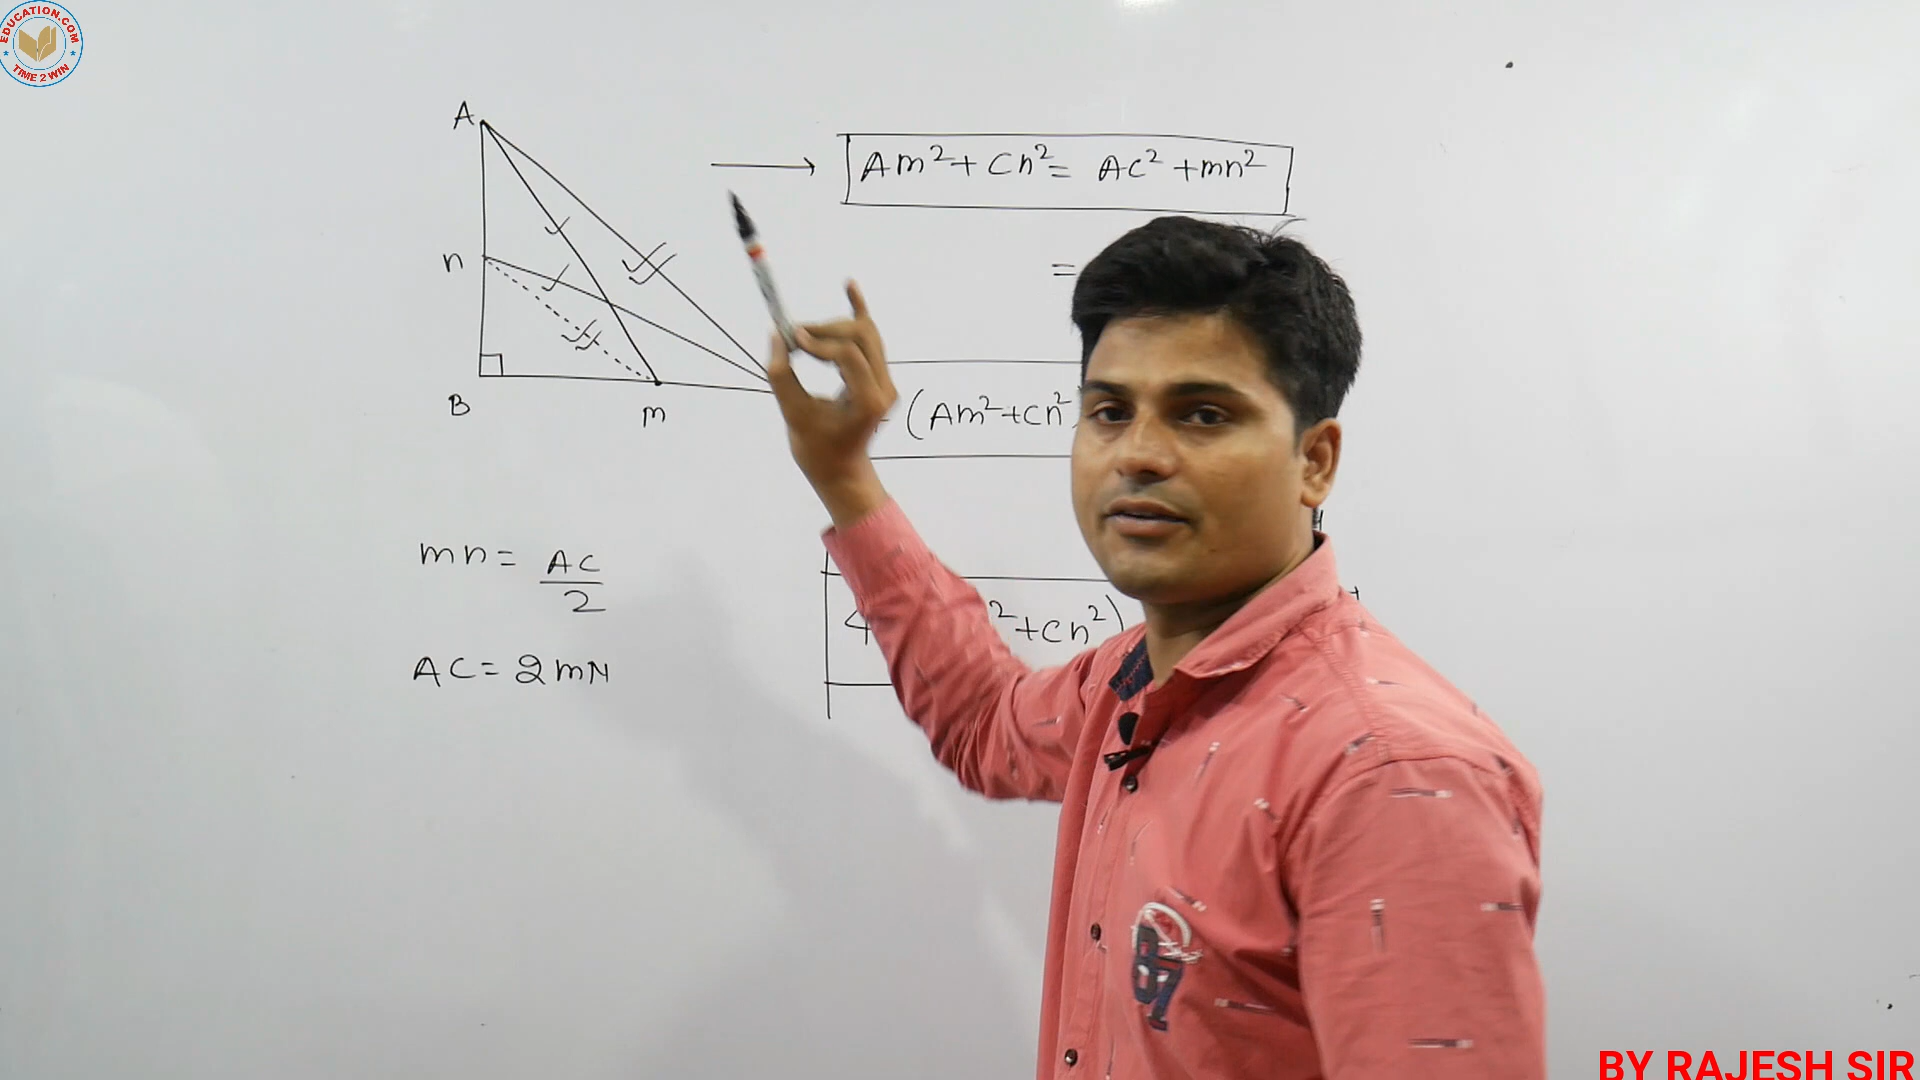 EDUCATION.COM
TIME 2 WIN
A
Am²+ Cn²= AC² +mn²
n
=
B
m
(Am²+Cn²
mn= AC/2
4
²+Cn²)
AC= 2mN
87
BY RAJESH SIR